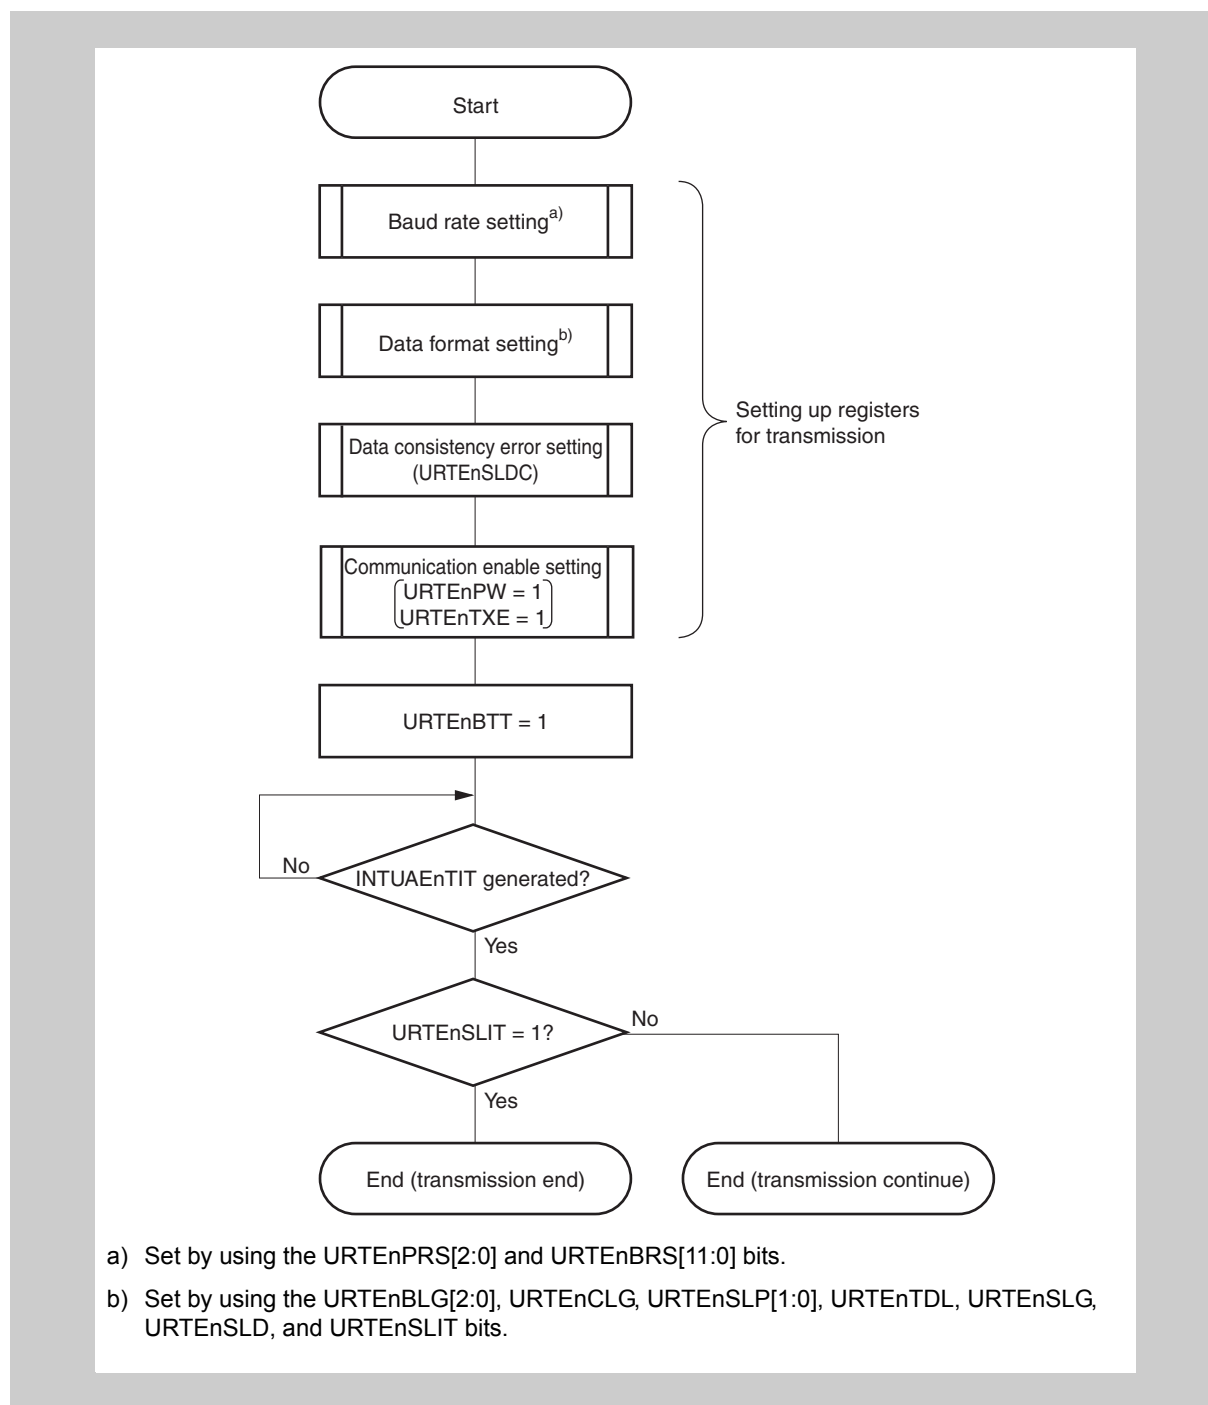 Start
Baud rate settinga)
Data format settingb)
Data consistency error setting
(URTEnSLDC)
Setting up registers
for transmission
Communication enable setting
URTEnPW = 1
URTEnTXE = 1
URTEnBTT = 1
No
INTUAEnTIT generated?
Yes
URTEnSLIT = 1?
No
Yes
End (transmission end)
End (transmission continue)
a) Set by using the URTEnPRS[2:0] and URTEnBRS[11:0] bits.
b) Set by using the URTEnBLG[2:0], URTEnCLG, URTEnSLP[1:0], URTEnTDL, URTEnSLG,
URTEnSLD, and URTEnSLIT bits.